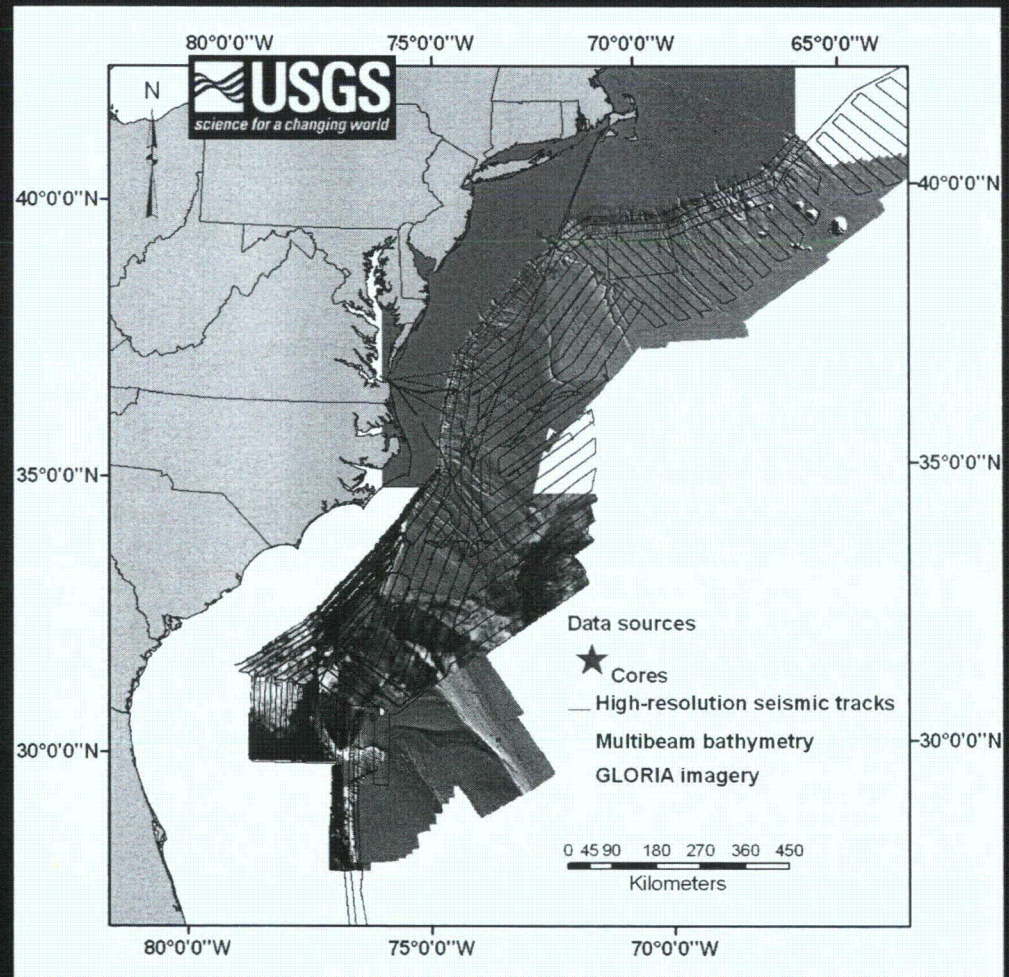 80°0'0"W 75°0'0"W 70°0'0"W 65°0'0"W
N
USGS
science for a changing world
40°0'0"N 40°0'0"N
35°0'0"N 35°0'0"N
Data sources
Cores
High-resolution seismic tracks
30°0'0"N 30°0'0"N
Multibeam bathymetry
GLORIA imagery
0 45 90 180 270 360 450
Kilometers
80°0'0"W 75°0'0"W 70°0'0"W